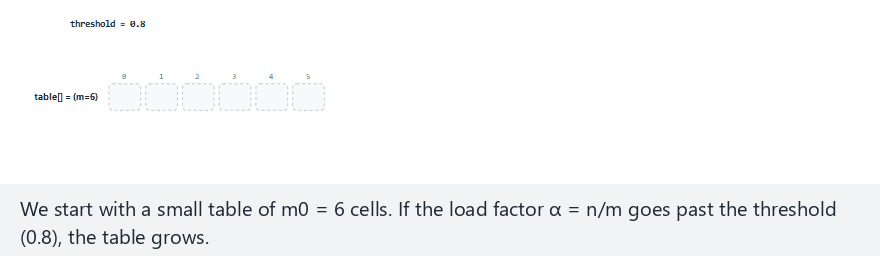 threshold = 0.8
0 1 2 3 4 5
table[] = (m=6)
We start with a small table of m0 = 6 cells. If the load factor α = n/m goes past the threshold
(0.8), the table grows.